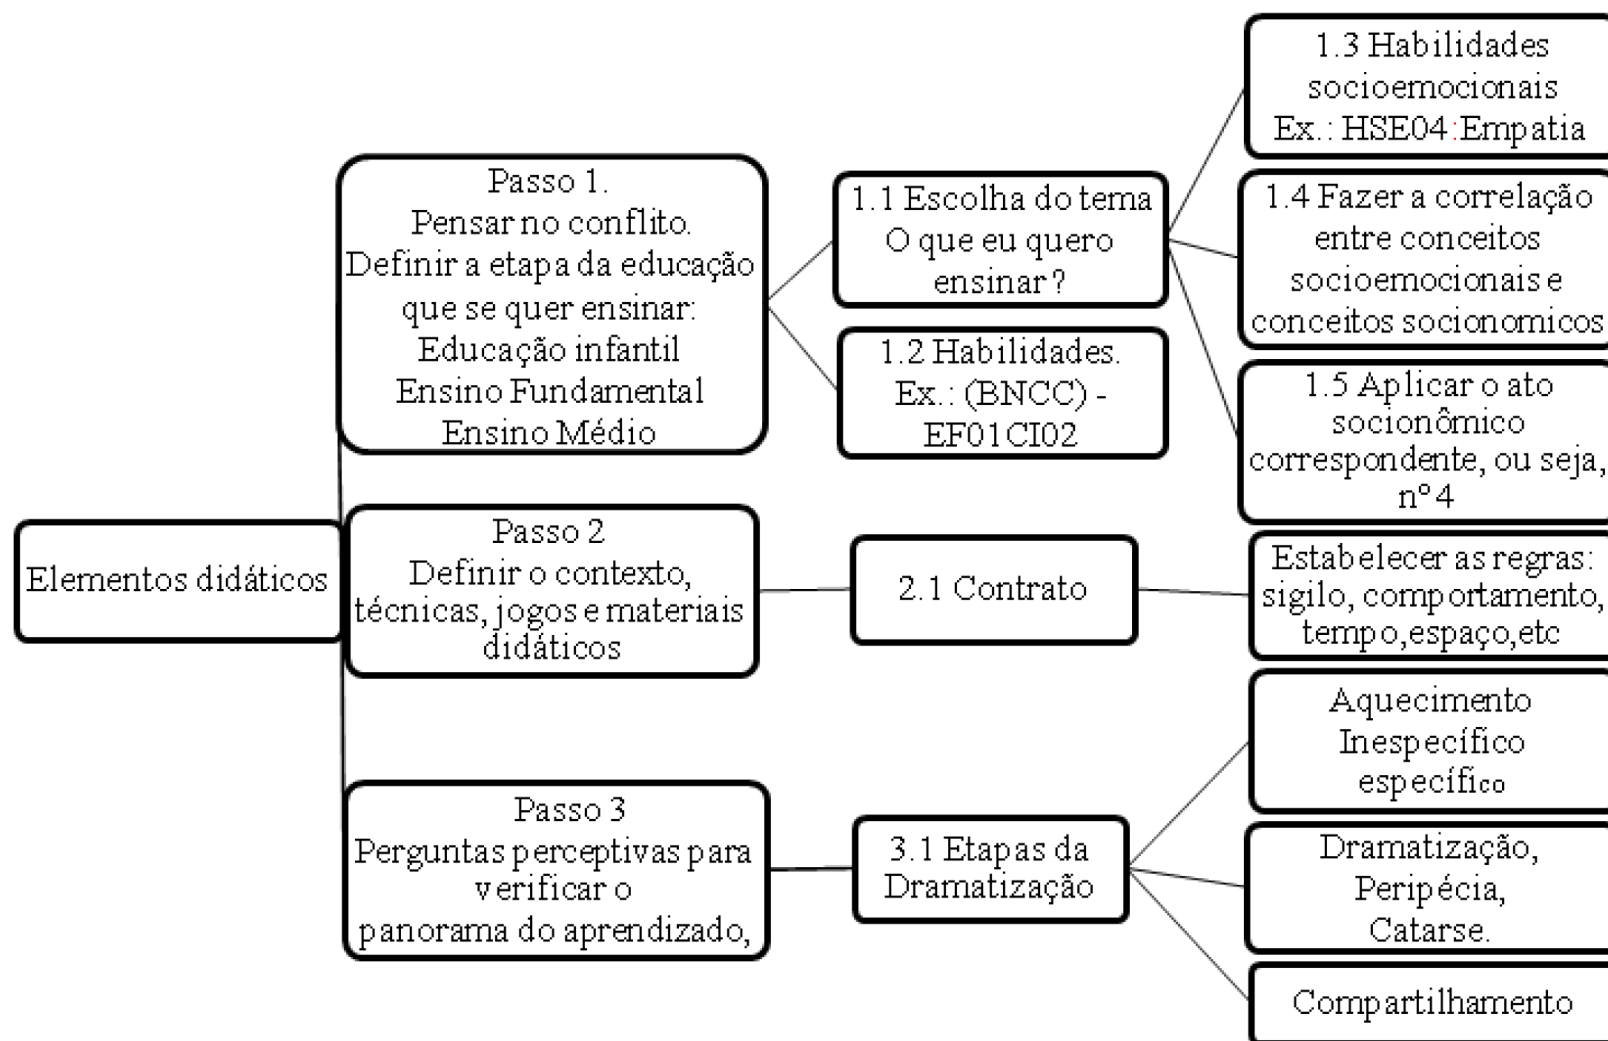 Elementos didáticos
Passo 1.
Pensar no conflito.
Definir a etapa da educação
que se quer ensinar:
Educação infantil
Ensino Fundamental
Ensino Médio
1.1 Escolha do tema
O que eu quero
ensinar?
1.2 Habilidades.
Ex.: (BNCC) -
EF01CI02
1.3 Habilidades
socioemocionais
Ex.: HSE04:Empatia
1.4 Fazer a correlação
entre conceitos
socioemocionais e
conceitos socionomicos
1.5 Aplicar o ato
socionômico
correspondente, ou seja,
nº 4
Passo 2
Definir o contexto,
técnicas, jogos e materiais
didáticos
2.1 Contrato
Estabelecer as regras:
sigilo, comportamento,
tempo,espaço,etc
Passo 3
Perguntas perceptivas para
verificar o
panorama do aprendizado,
3.1 Etapas da
Dramatização
Aquecimento
Inespecífico
específico
Dramatização,
Peripécia,
Catarse.
Compartilhamento